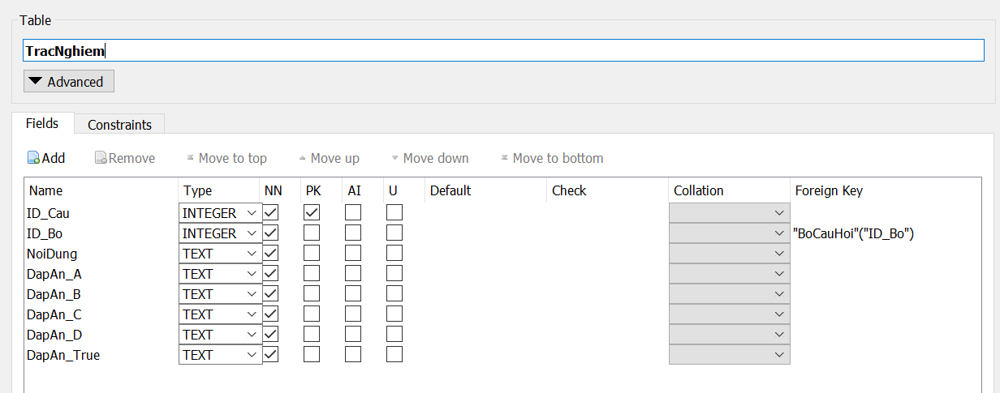 Table
TracNghiem
Advanced
Fields Constraints
Add Remove Move to top Move up Move down Move to bottom
Name Type NN PK AI U Default Check Collation Foreign Key
ID_Cau INTEGER
ID_Bo INTEGER "BoCauHoi"("ID_Bo")
NoiDung TEXT
DapAn_A TEXT
DapAn_B TEXT
DapAn_C TEXT
DapAn_D TEXT
DapAn_True TEXT